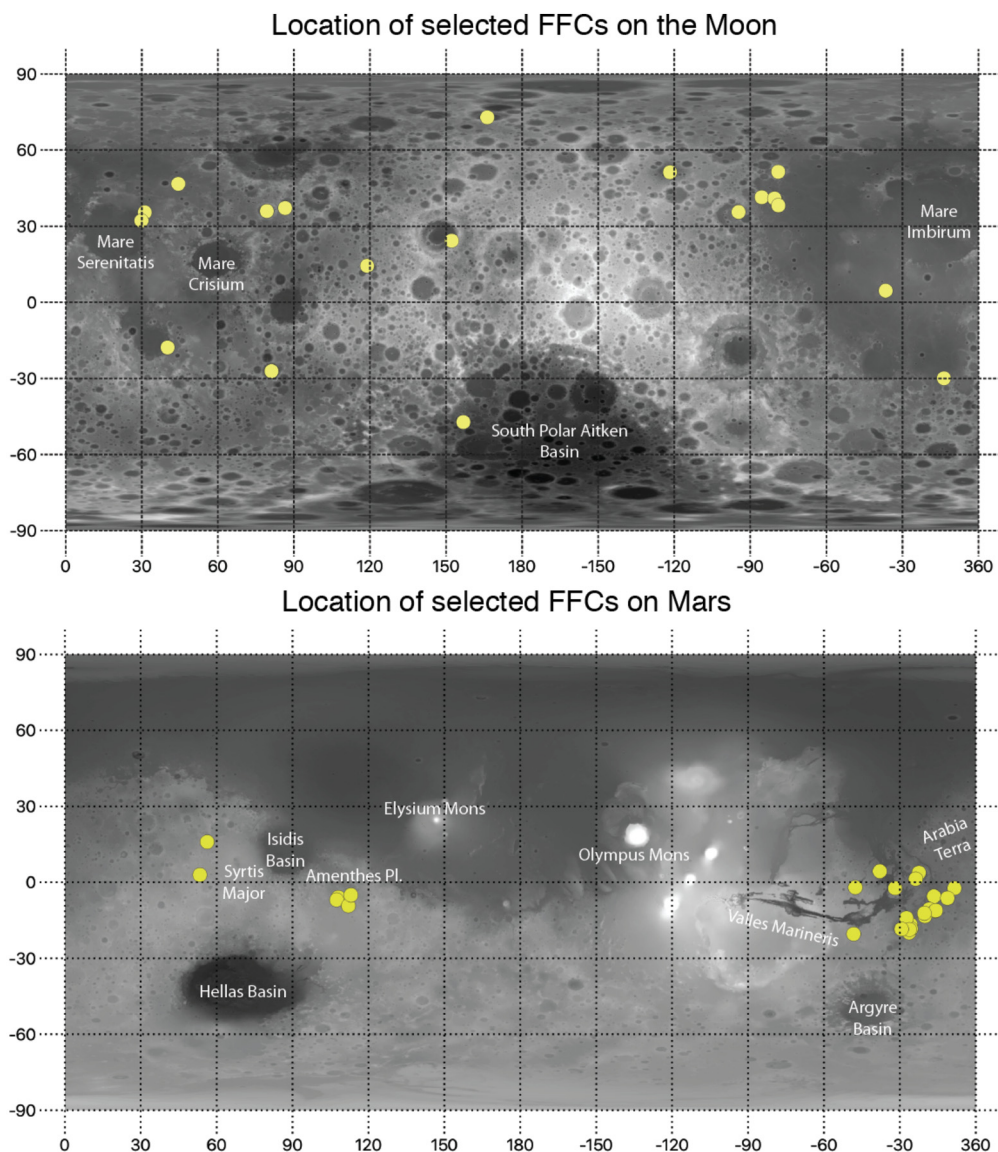 Location of selected FFCs on the Moon
90
60
30
0
-30
-60
-90
Mare
Serenitatis
Mare
Crisium
Mare
Imbirum
South Polar Aitken
Basin
0 30 60 90 120 150 180 -150 -120 -90 -60 -30 360
Location of selected FFCs on Mars
90
60
30
0
-30
-60
-90
Elysium Mons
Isidis
Basin
Syrtis
Major
Amenthes Pl.
Olympus Mons
Arabia
Terra
Valles Marineris
Hellas Basin
Argyre
Basin
0 30 60 90 120 150 180 -150 -120 -90 -60 -30 360